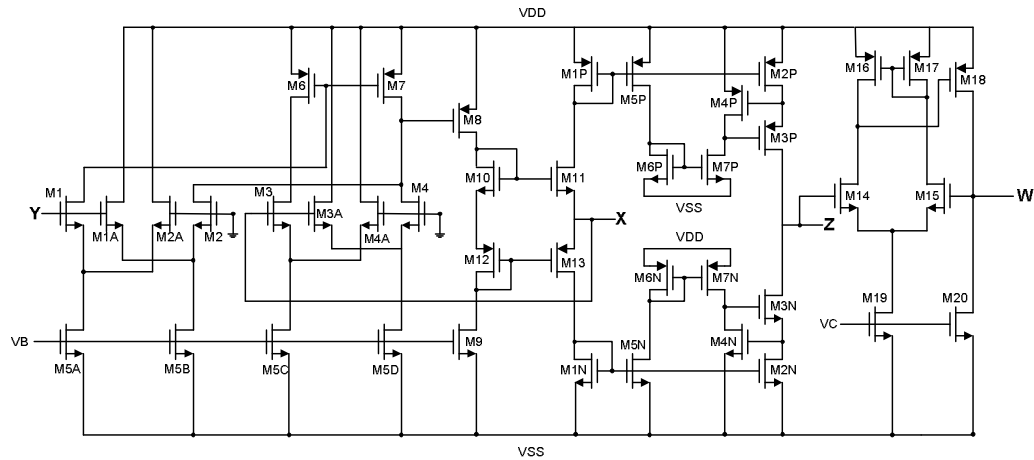 VDD
M6
M7
M1P
M5P
M2P
M16
M17
M18
M4P
M8
M3P
M10
M11
M6P
M7P
M1
M3
M4
M14
M15
Y
M1A
M2A
M2
M3A
M4A
X
VSS
Z
W
VDD
M12
M13
M6N
M7N
M3N
M19
M20
VB
VC
M9
M4N
M5A
M5B
M5C
M5D
M1N
M5N
M2N
VSS